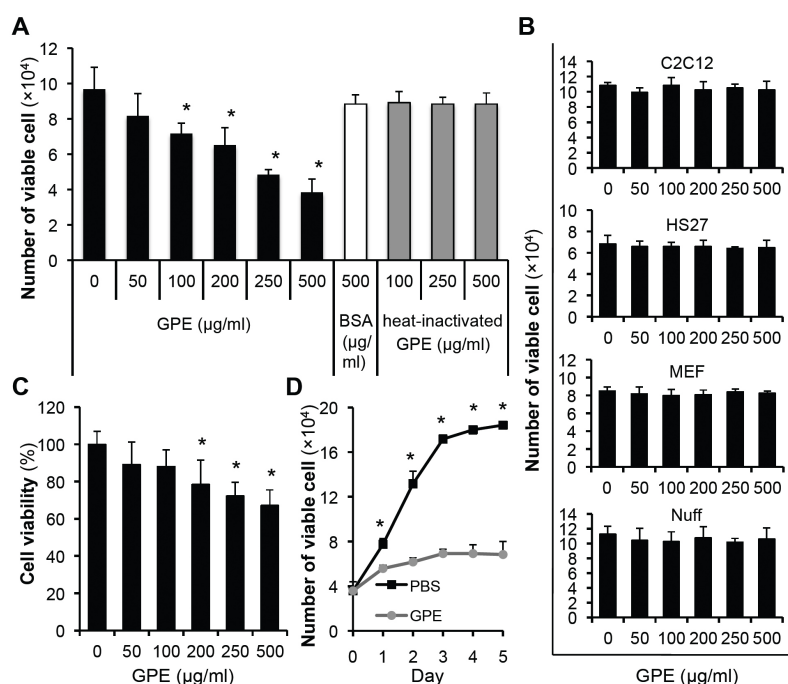 A
Number of viable cell (×10⁴)
12
10
8
6
4
2
0
* * * *
0 50 100 200 250 500 500 100 250 500
GPE (µg/ml)
BSA
(µg/
ml)
heat-inactivated
GPE (µg/ml)
B
Number of viable cell (×10⁴)
C2C12
14
12
10
8
6
4
2
0
0 50 100 200 250 500
HS27
10
8
6
4
2
0
0 50 100 200 250 500
MEF
12
10
8
6
4
2
0
0 50 100 200 250 500
Nuff
14
12
10
8
6
4
2
0
0 50 100 200 250 500
GPE (µg/ml)
C
Cell viability (%)
120
100
80
60
40
20
0
* * *
0 50 100 200 250 500
GPE (µg/ml)
D
Number of viable cell (×10⁴)
20
16
12
8
4
0
* * * * *
PBS
GPE
0 1 2 3 4 5
Day